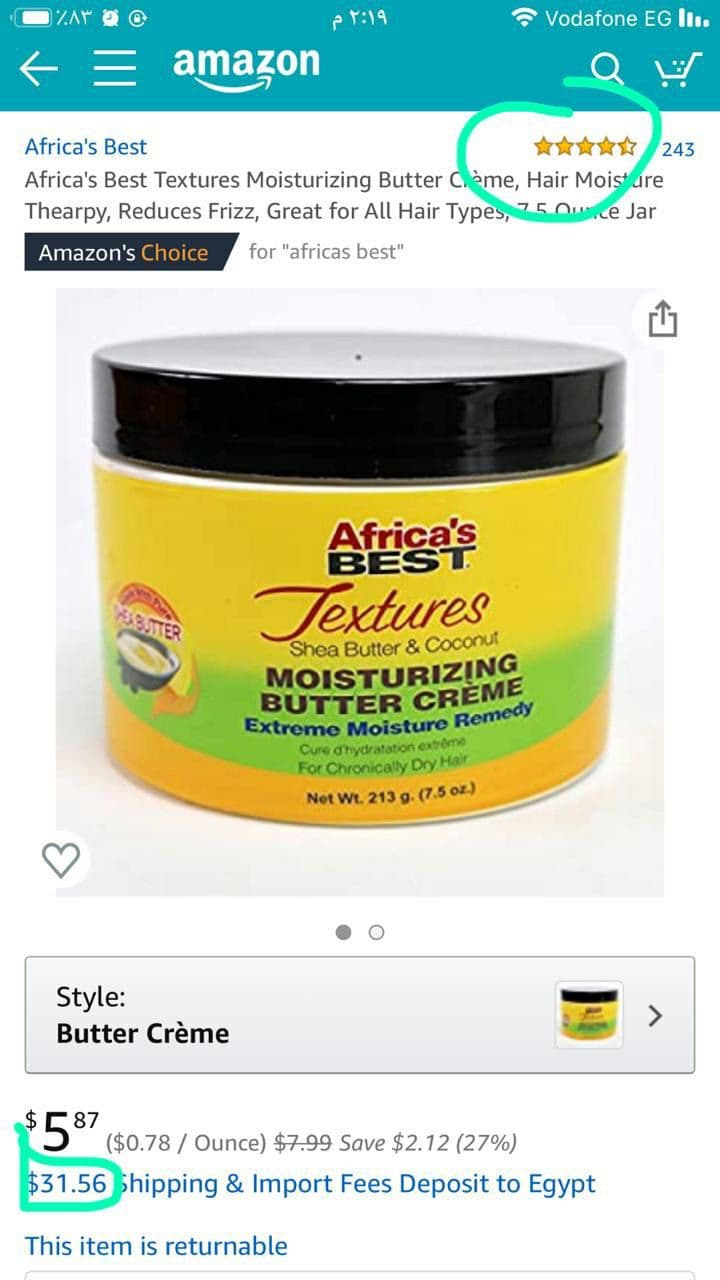 ٪٨٣
٢:١٩ م
Vodafone EG
amazon
Africa's Best
243
Africa's Best Textures Moisturizing Butter Crème, Hair Moisture
Thearpy, Reduces Frizz, Great for All Hair Types, 7.5 Ounce Jar
Amazon's Choice for "africas best"
Africa's
BEST
Textures
SHEA BUTTER
Shea Butter & Coconut
MOISTURIZING
BUTTER CRÈME
Extreme Moisture Remedy
Cure d'hydratation extrême
For Chronically Dry Hair
Net Wt. 213 g. (7.5 oz.)
Style:
Butter Crème
$5 87 ($0.78 / Ounce) $7.99 Save $2.12 (27%)
$31.56 Shipping & Import Fees Deposit to Egypt
This item is returnable